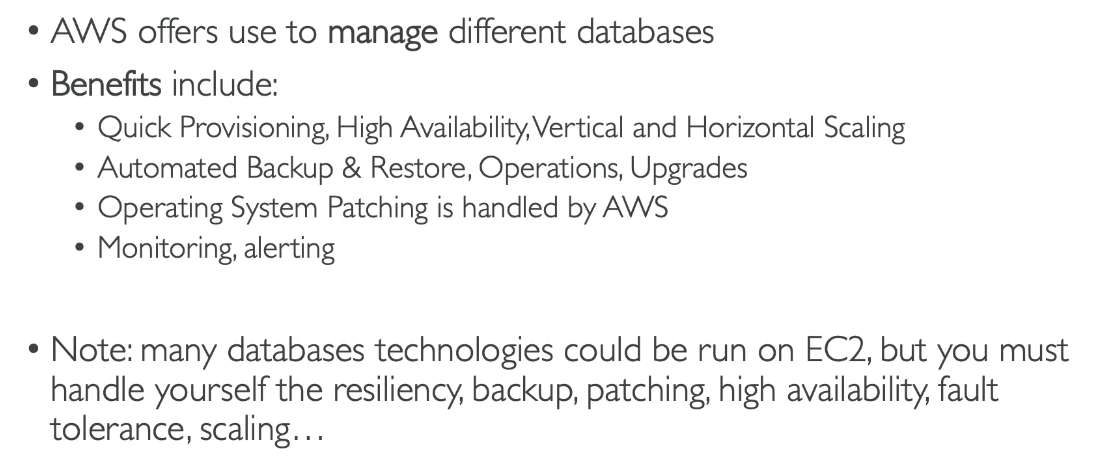 • AWS offers use to manage different databases
• Benefits include:
• Quick Provisioning, High Availability, Vertical and Horizontal Scaling
• Automated Backup & Restore, Operations, Upgrades
• Operating System Patching is handled by AWS
• Monitoring, alerting
• Note: many databases technologies could be run on EC2, but you must
handle yourself the resiliency, backup, patching, high availability, fault
tolerance, scaling…